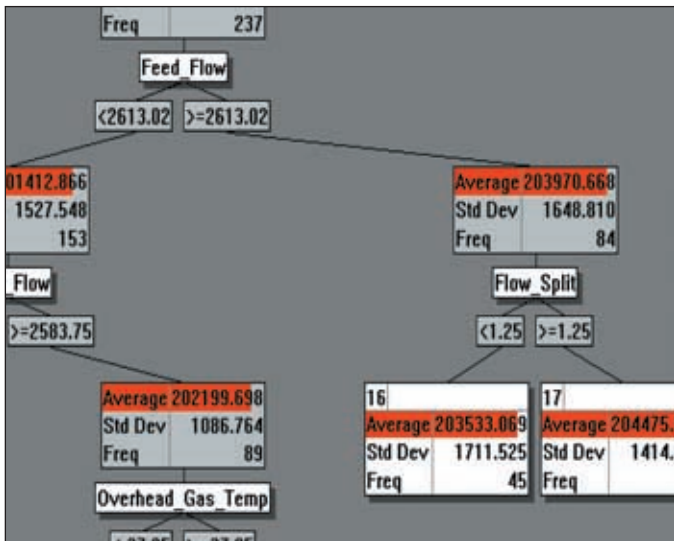 Freq 237
Feed_Flow
<2613.02 >=2613.02
01412.866
1527.548
153
Average 203970.668
Std Dev 1648.810
Freq 84
_Flow
Flow_Split
>=2583.75
<1.25 >=1.25
Average 202199.698
Std Dev 1086.764
Freq 89
16
Average 203533.069
Std Dev 1711.525
Freq 45
17
Average 204475.
Std Dev 1414.
Freq
Overhead_Gas_Temp